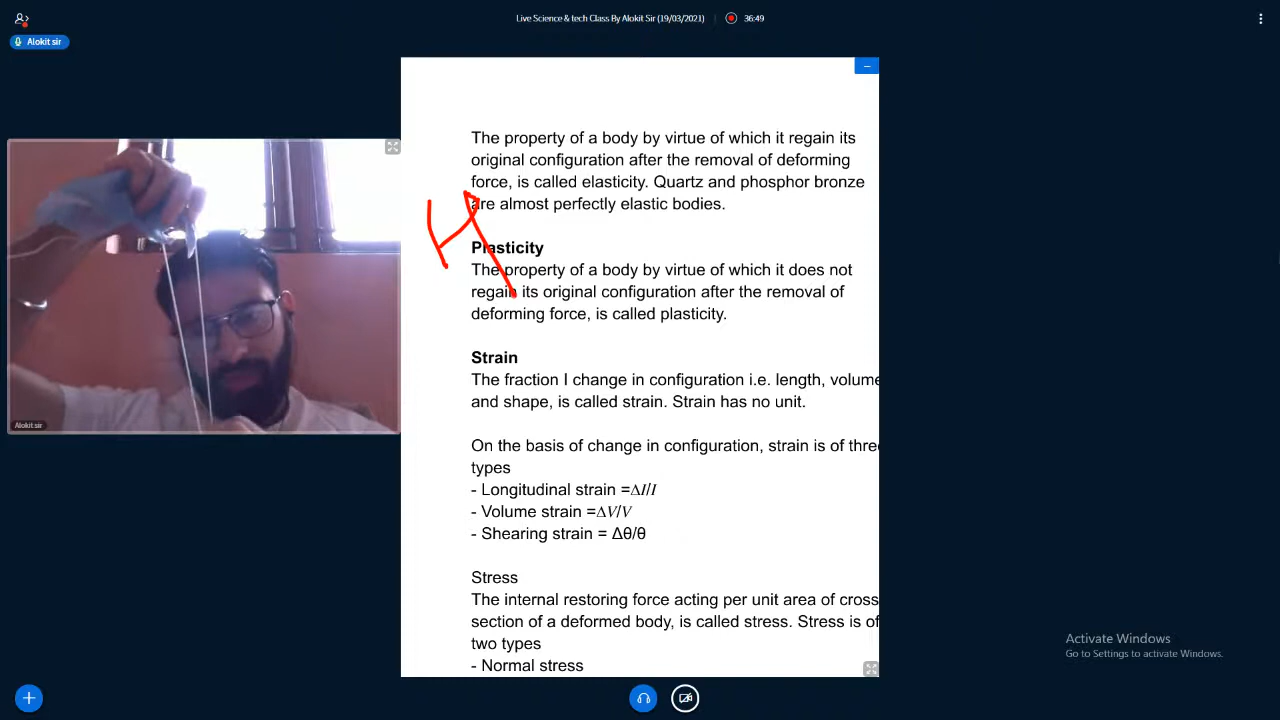 Live Science & tech Class By Alokit Sir (19/03/2021)
36:49
Alokit sir
The property of a body by virtue of which it regain its
original configuration after the removal of deforming
force, is called elasticity. Quartz and phosphor bronze
are almost perfectly elastic bodies.
Plasticity
The property of a body by virtue of which it does not
regain its original configuration after the removal of
deforming force, is called plasticity.
Strain
The fraction I change in configuration i.e. length, volume
and shape, is called strain. Strain has no unit.
On the basis of change in configuration, strain is of three
types
- Longitudinal strain =ΔI/I
- Volume strain =ΔV/V
- Shearing strain = Δθ/θ
Stress
The internal restoring force acting per unit area of cross
section of a deformed body, is called stress. Stress is of
two types
- Normal stress
Alokit sir
Activate Windows
Go to Settings to activate Windows.